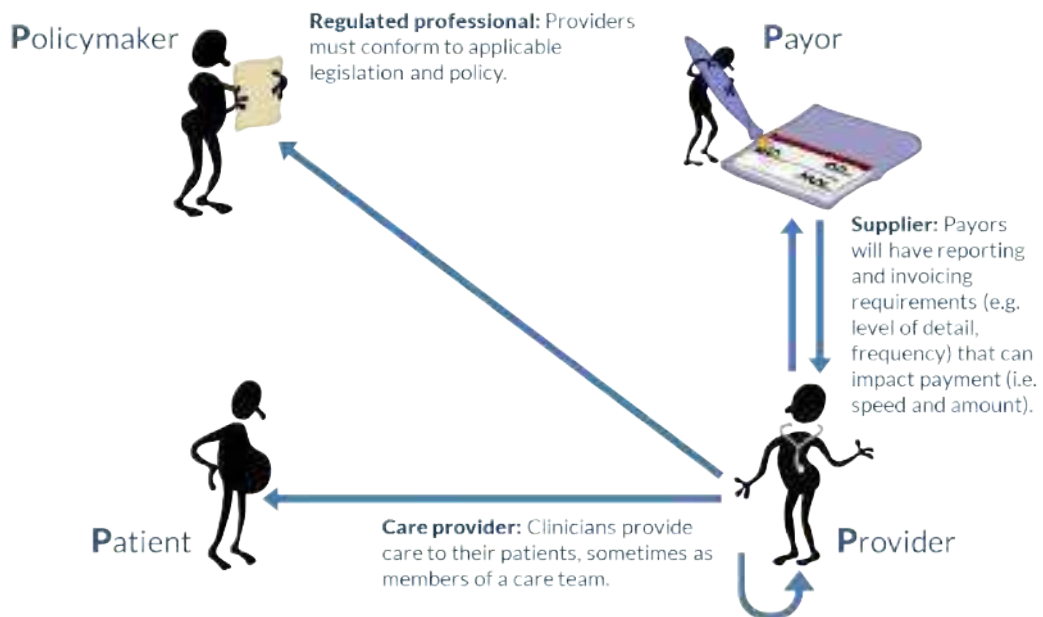 Policymaker
Regulated professional: Providers
must conform to applicable
legislation and policy.
Payor
Supplier: Payors
will have reporting
and invoicing
requirements (e.g.
level of detail,
frequency) that can
impact payment (i.e.
speed and amount).
Patient
Care provider: Clinicians provide
care to their patients, sometimes as
members of a care team.
Provider